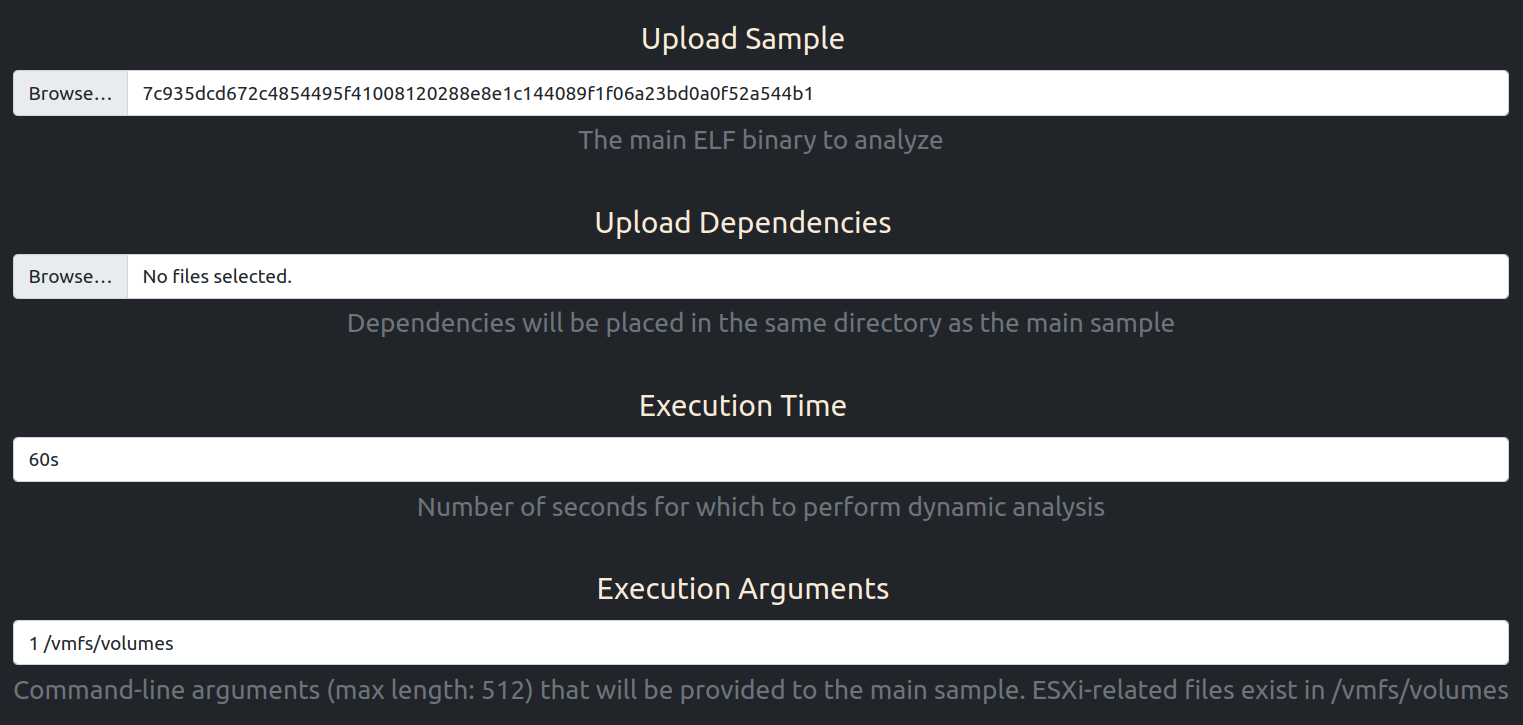 Upload Sample
Browse... 7c935dcd672c4854495f41008120288e8e1c144089f1f06a23bd0a0f52a544b1
The main ELF binary to analyze
Upload Dependencies
Browse... No files selected.
Dependencies will be placed in the same directory as the main sample
Execution Time
60s
Number of seconds for which to perform dynamic analysis
Execution Arguments
1 /vmfs/volumes
Command-line arguments (max length: 512) that will be provided to the main sample. ESXi-related files exist in /vmfs/volumes